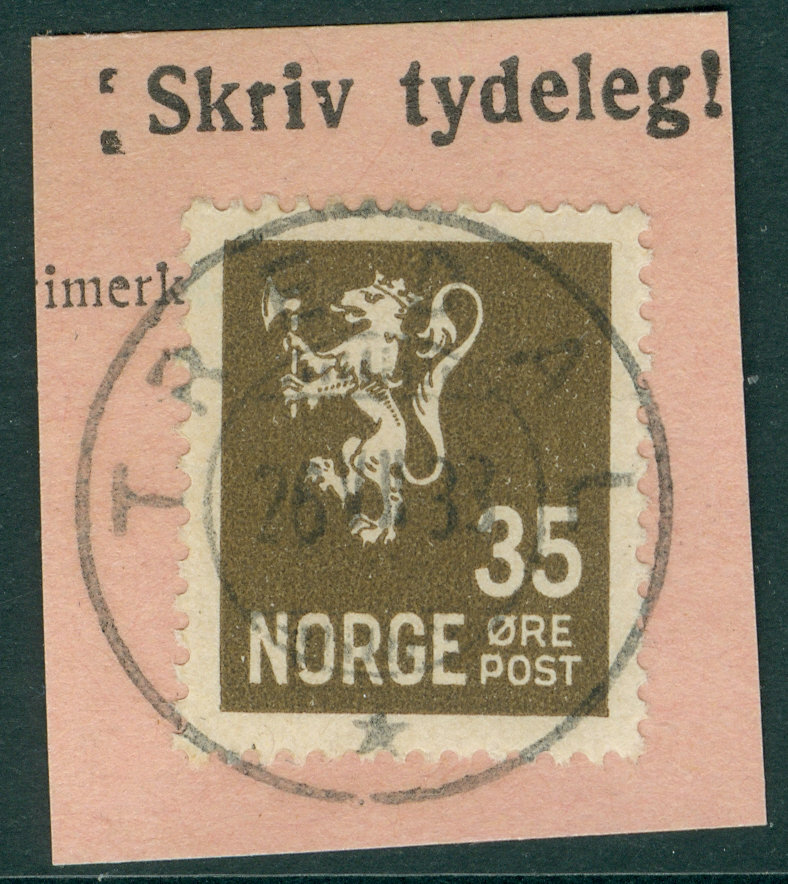 : Skriv tydeleg!
imerk
35
NORGE ØRE
POST